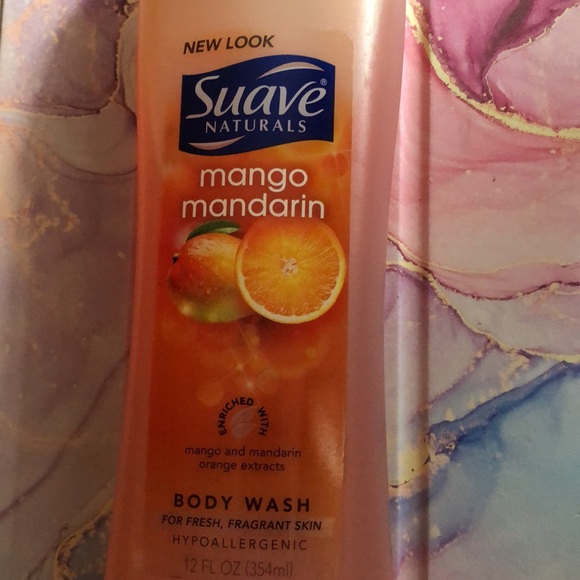 NEW LOOK
Suave®
NATURALS
mango
mandarin
ENRICHED WITH
mango and mandarin
orange extracts
BODY WASH
FOR FRESH, FRAGRANT SKIN
HYPOALLERGENIC
12 FL OZ (354ml)